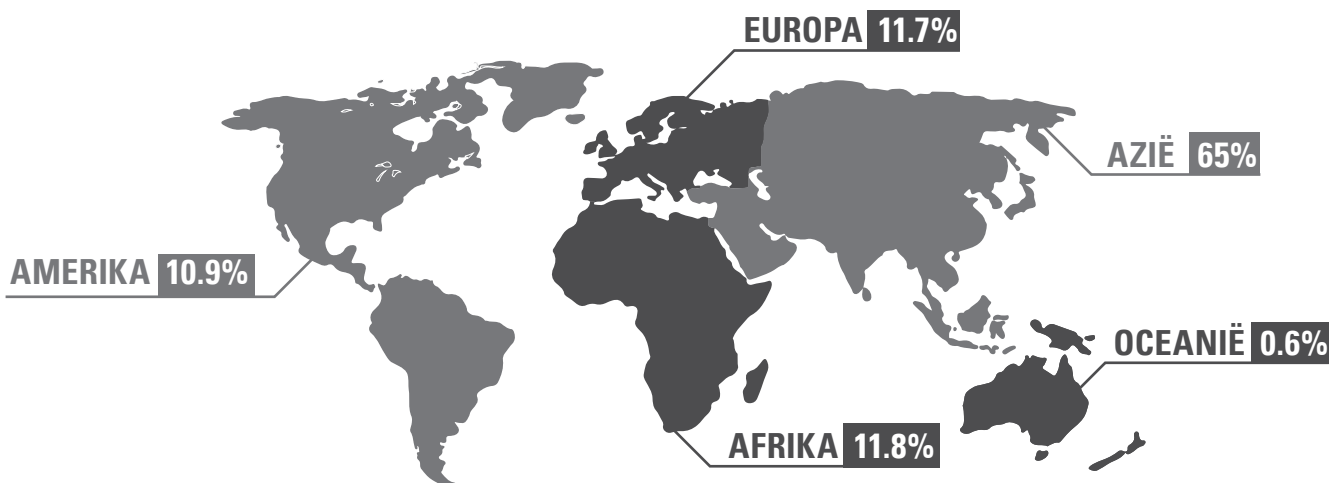 EUROPA 11.7%
AZIË 65%
AMERIKA 10.9%
OCEANIË 0.6%
AFRIKA 11.8%